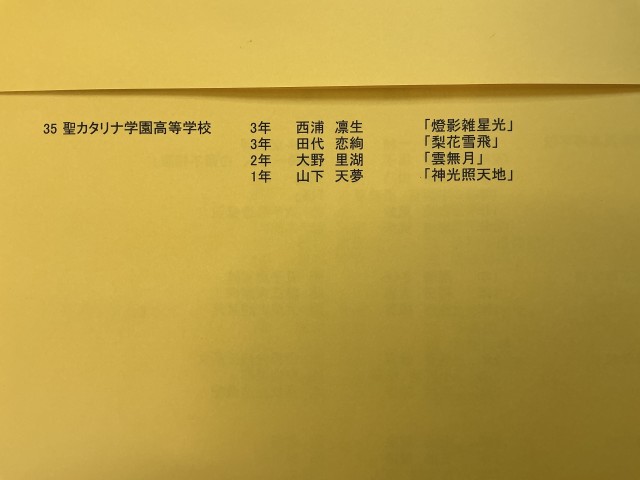 35 聖カタリナ学園高等学校 3年 西浦 凛生 「燈影雑星光」
3年 田代 恋絢 「梨花雪飛」
2年 大野 里湖 「雲無月」
1年 山下 天夢 「神光照天地」